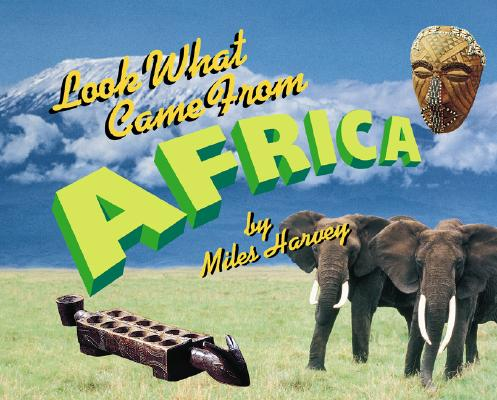 Look What
Came From
AFRICA
by
Miles Harvey